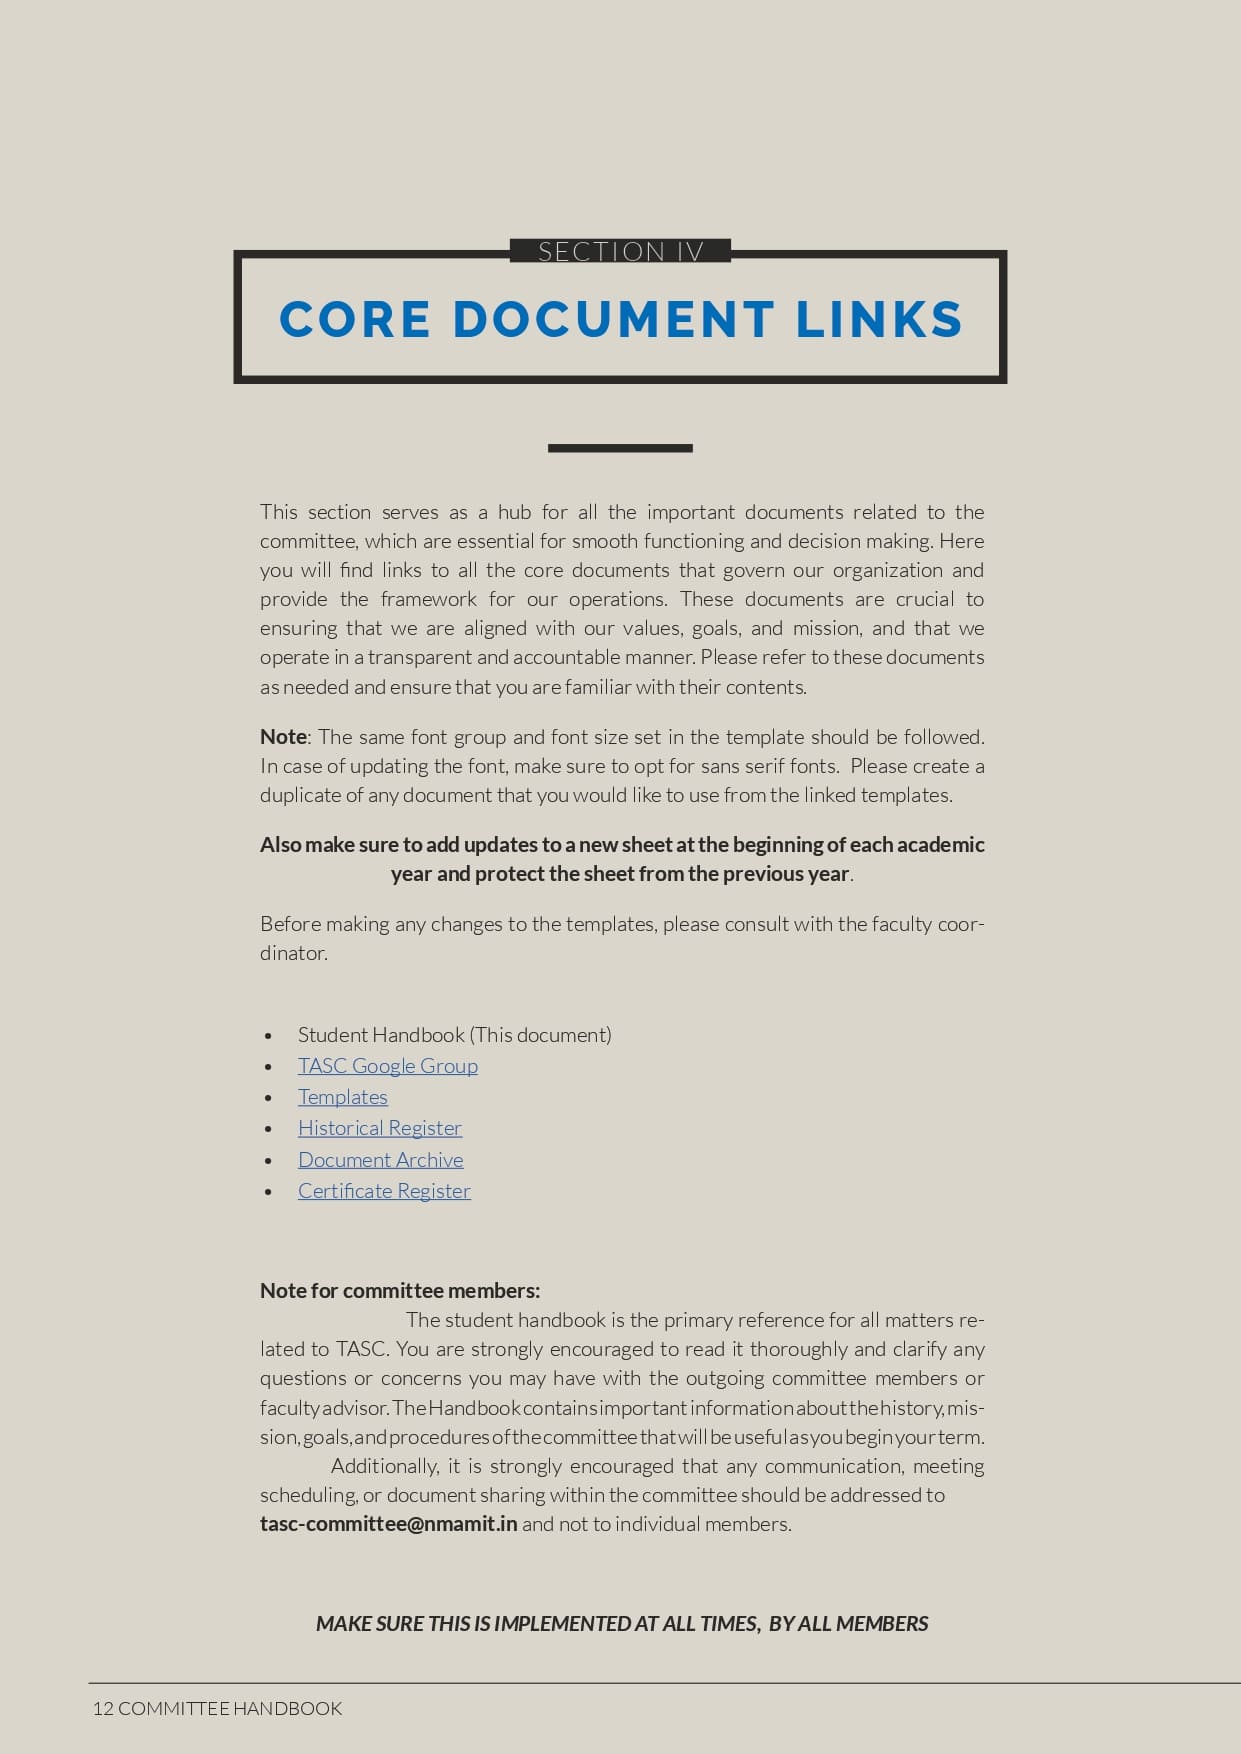 SECTION IV
CORE DOCUMENT LINKS
This section serves as a hub for all the important documents related to the
committee, which are essential for smooth functioning and decision making. Here
you will find links to all the core documents that govern our organization and
provide the framework for our operations. These documents are crucial to
ensuring that we are aligned with our values, goals, and mission, and that we
operate in a transparent and accountable manner. Please refer to these documents
as needed and ensure that you are familiar with their contents.
Note: The same font group and font size set in the template should be followed.
In case of updating the font, make sure to opt for sans serif fonts.  Please create a
duplicate of any document that you would like to use from the linked templates.
Also make sure to add updates to a new sheet at the beginning of each academic
year and protect the sheet from the previous year.
Before making any changes to the templates, please consult with the faculty coor-
dinator.
• Student Handbook (This document)
• TASC Google Group
• Templates
• Historical Register
• Document Archive
• Certificate Register
Note for committee members:
The student handbook is the primary reference for all matters re-
lated to TASC. You are strongly encouraged to read it thoroughly and clarify any
questions or concerns you may have with the outgoing committee members or
faculty advisor. The Handbook contains important information about the history, mis-
sion, goals, and procedures of the committee that will be useful as you begin your term.
Additionally, it is strongly encouraged that any communication, meeting
scheduling, or document sharing within the committee should be addressed to
tasc-committee@nmamit.in and not to individual members.
MAKE SURE THIS IS IMPLEMENTED AT ALL TIMES,  BY ALL MEMBERS
12 COMMITTEE HANDBOOK